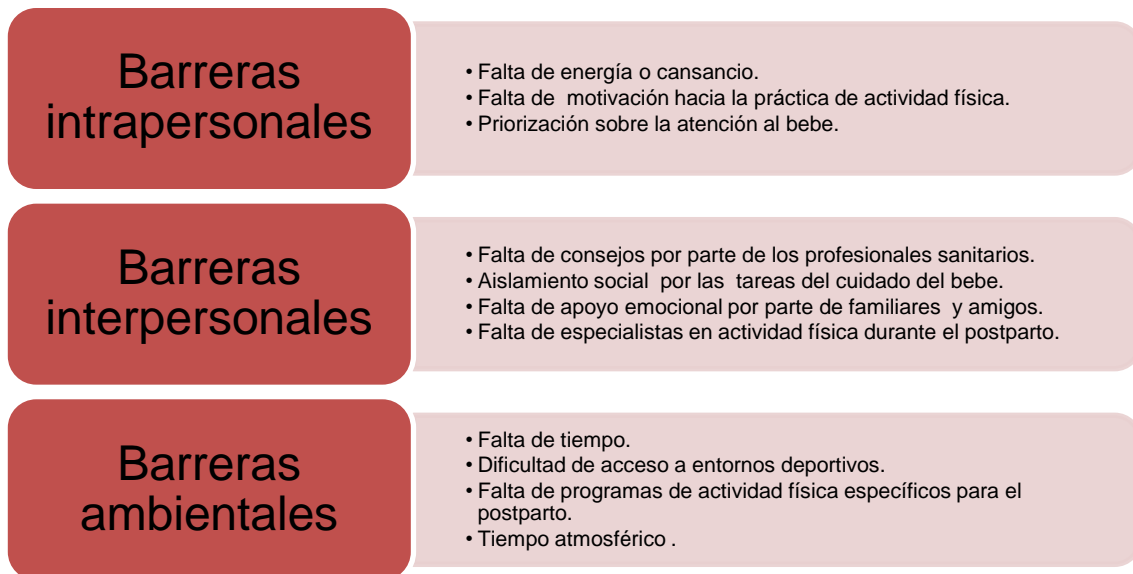 Barreras
intrapersonales
• Falta de energía o cansancio.
• Falta de  motivación hacia la práctica de actividad física.
• Priorización sobre la atención al bebe.
Barreras
interpersonales
• Falta de consejos por parte de los profesionales sanitarios.
• Aislamiento social  por las  tareas del cuidado del bebe.
• Falta de apoyo emocional por parte de familiares  y amigos.
• Falta de especialistas en actividad física durante el postparto.
Barreras
ambientales
• Falta de tiempo.
• Dificultad de acceso a entornos deportivos.
• Falta de programas de actividad física específicos para el
postparto.
• Tiempo atmosférico .